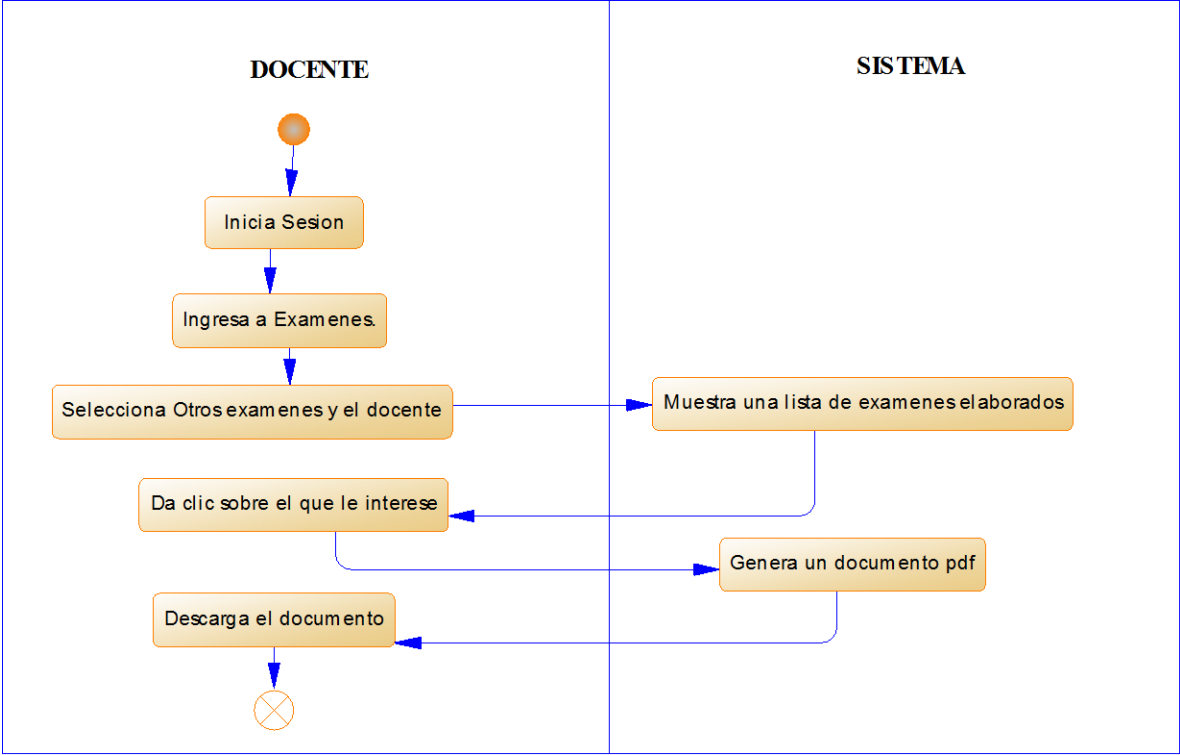 DOCENTE
SISTEMA
Inicia Sesion
Ingresa a Examenes.
Selecciona Otros examenes y el docente
Muestra una lista de examenes elaborados
Da clic sobre el que le interese
Genera un documento pdf
Descarga el documento